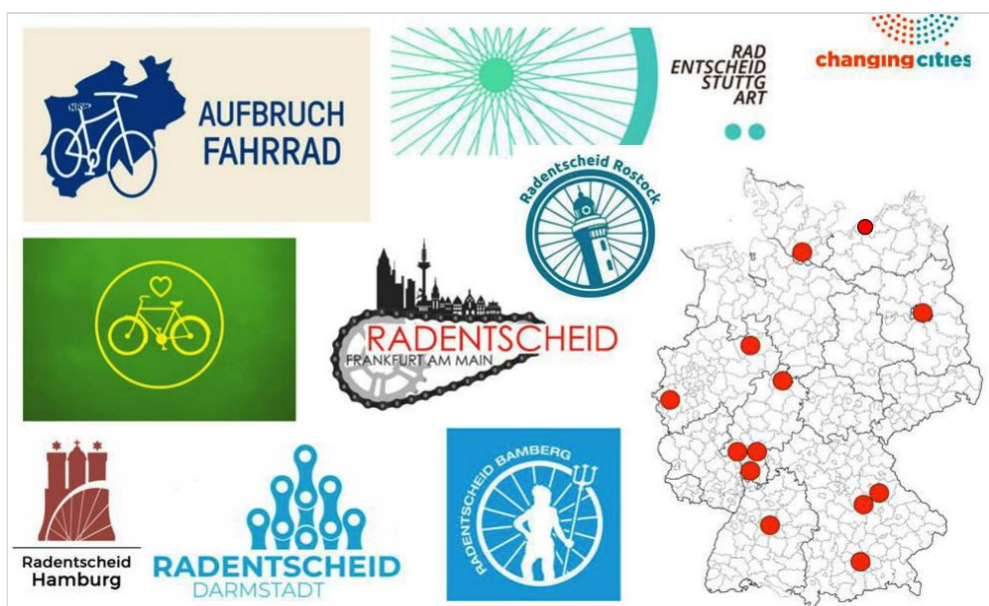 AUFBRUCH
FAHRRAD
RAD
ENTSCHEID
STUTTG
ART
changing cities
Radentscheid Rostock
RADENTSCHEID
FRANKFURT AM MAIN
Radentscheid
Hamburg
RADENTSCHEID
DARMSTADT
RADENTSCHEID BAMBERG